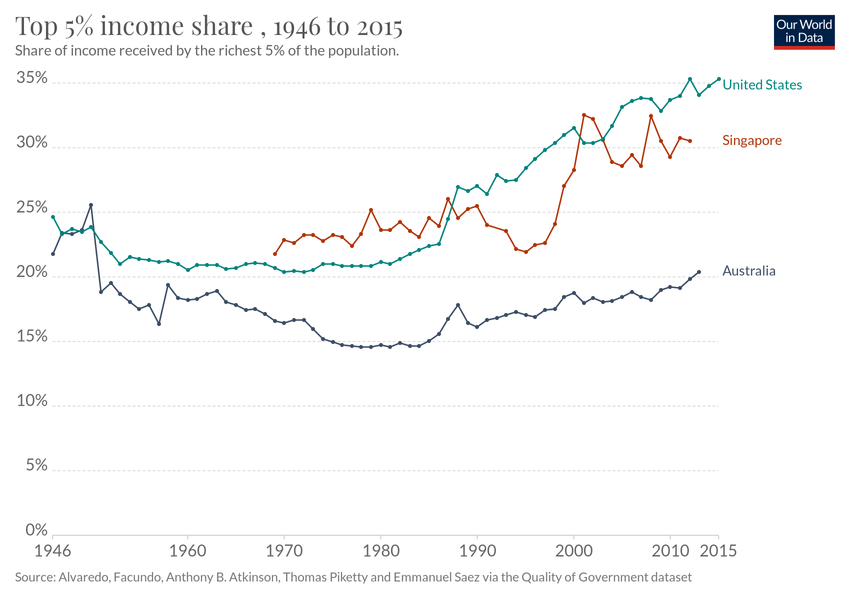 Top 5% income share , 1946 to 2015
Our World
in Data
Share of income received by the richest 5% of the population.
35%
United States
30%
Singapore
25%
20%
Australia
15%
10%
5%
0%
1946 1960 1970 1980 1990 2000 2010 2015
Source: Alvaredo, Facundo, Anthony B. Atkinson, Thomas Piketty and Emmanuel Saez via the Quality of Government dataset